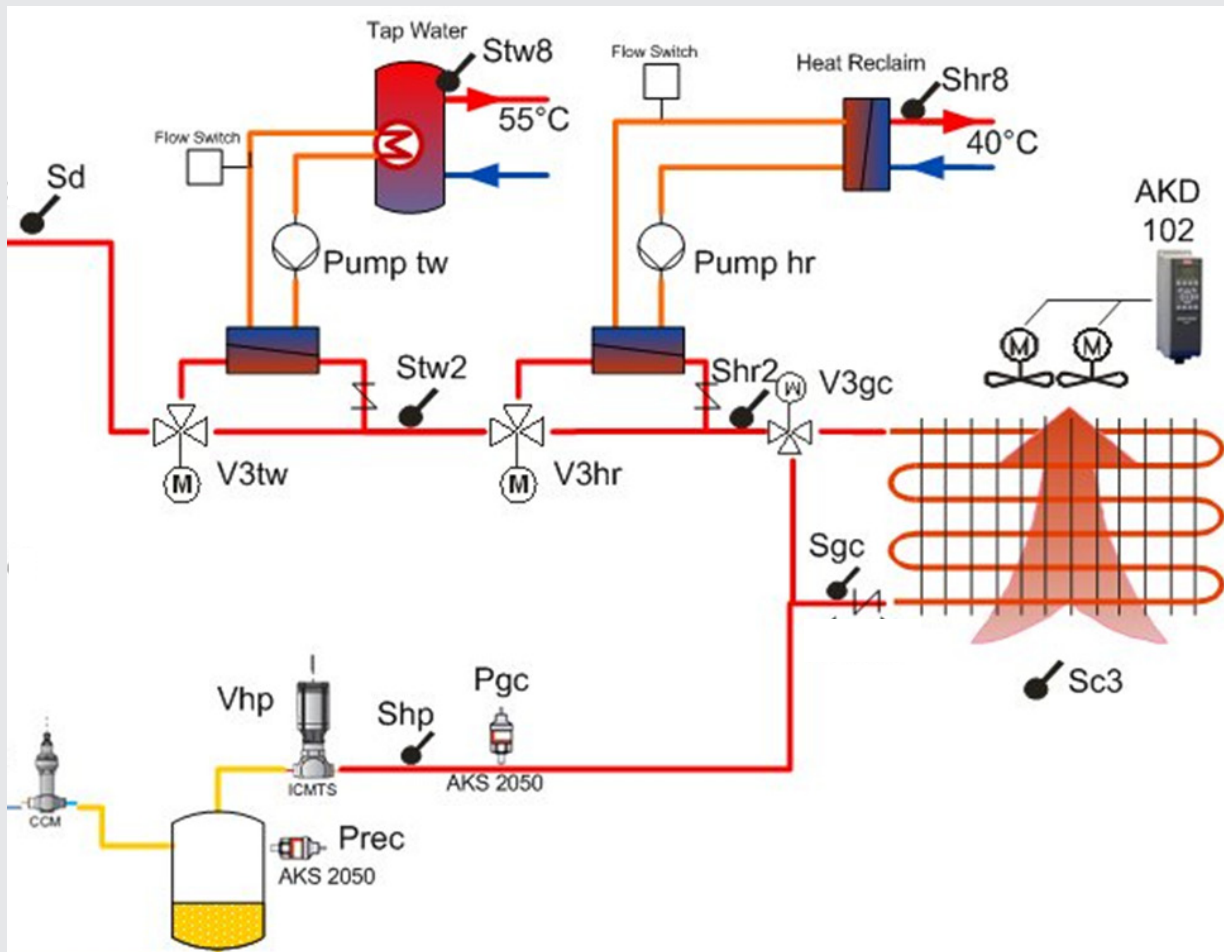 Tap Water
Stw8
55°C
Flow Switch
Flow Switch
Heat Reclaim
Shr8
40°C
Sd
Pump tw
Pump hr
AKD
102
M
M
Stw2
Shr2
M
V3gc
V3tw
M
V3hr
M
Sgc
Sc3
Vhp
Shp
Pgc
ICMTS
AKS 2050
CCM
Prec
AKS 2050